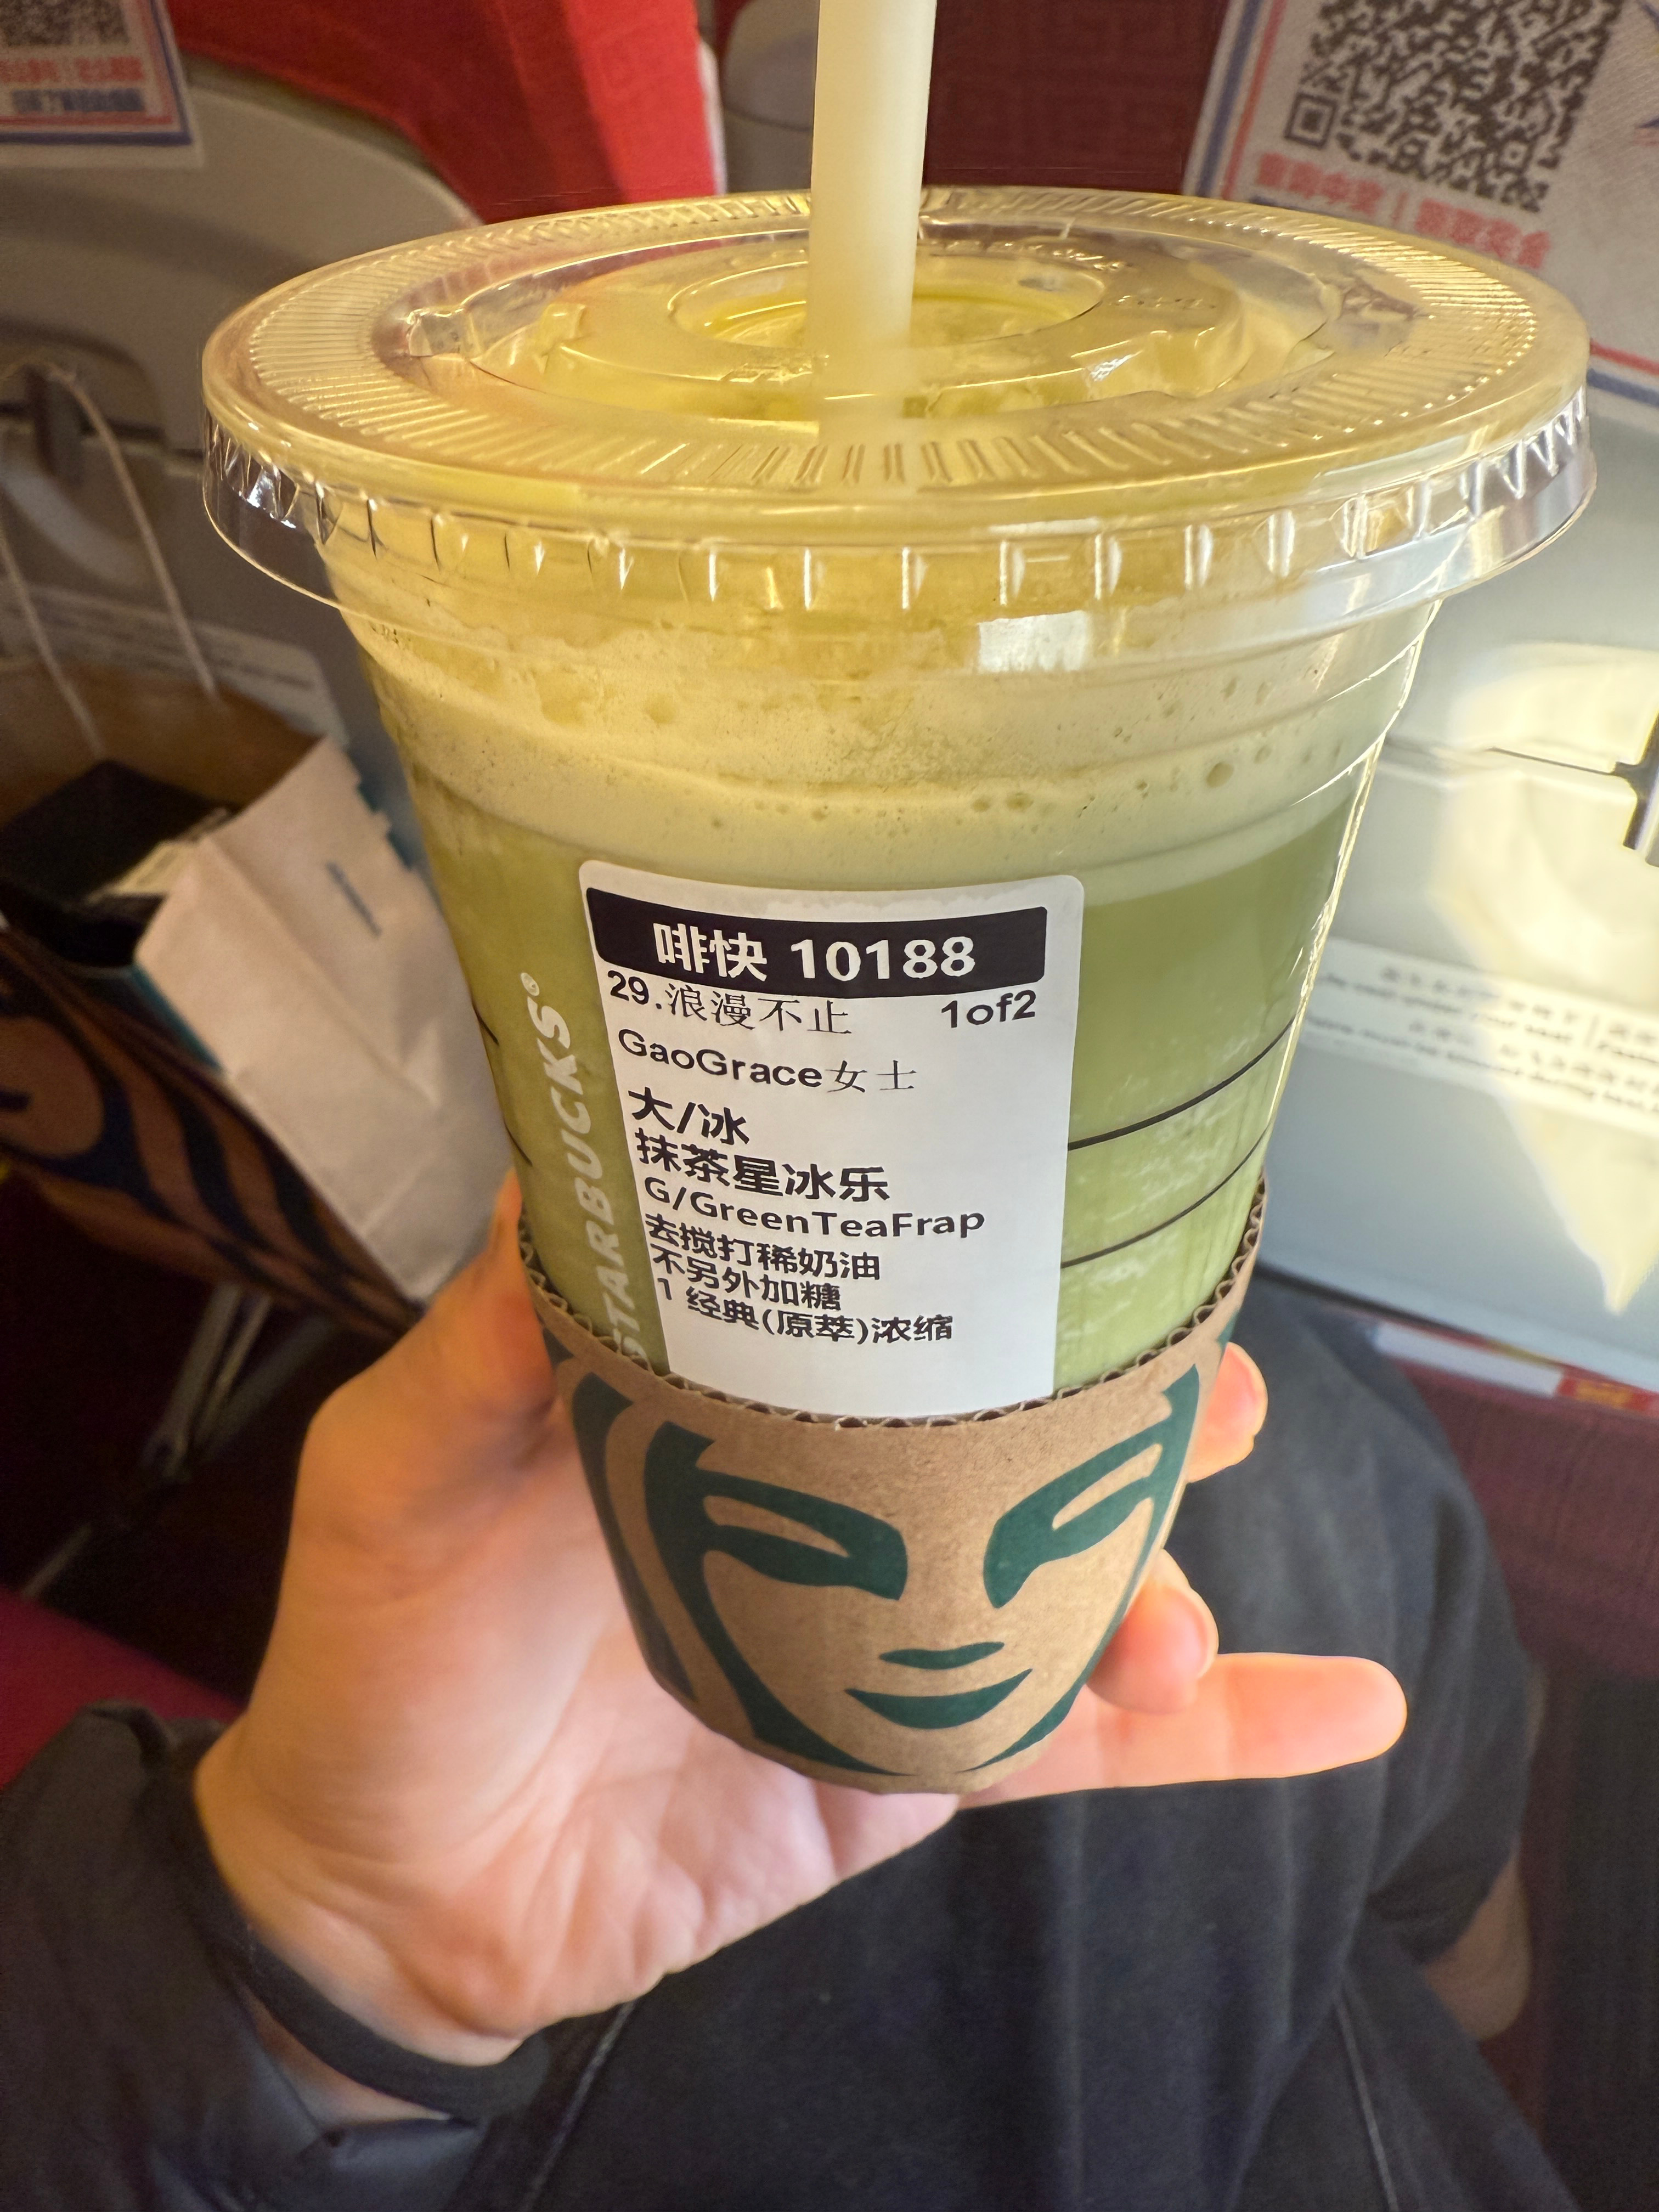 啡快 10188
29.浪漫不止 1of2
GaoGrace女士
大/冰
抹茶星冰乐
G/GreenTeaFrap
去搅打稀奶油
不另外加糖
1 经典(原萃)浓缩
STARBUCKS®